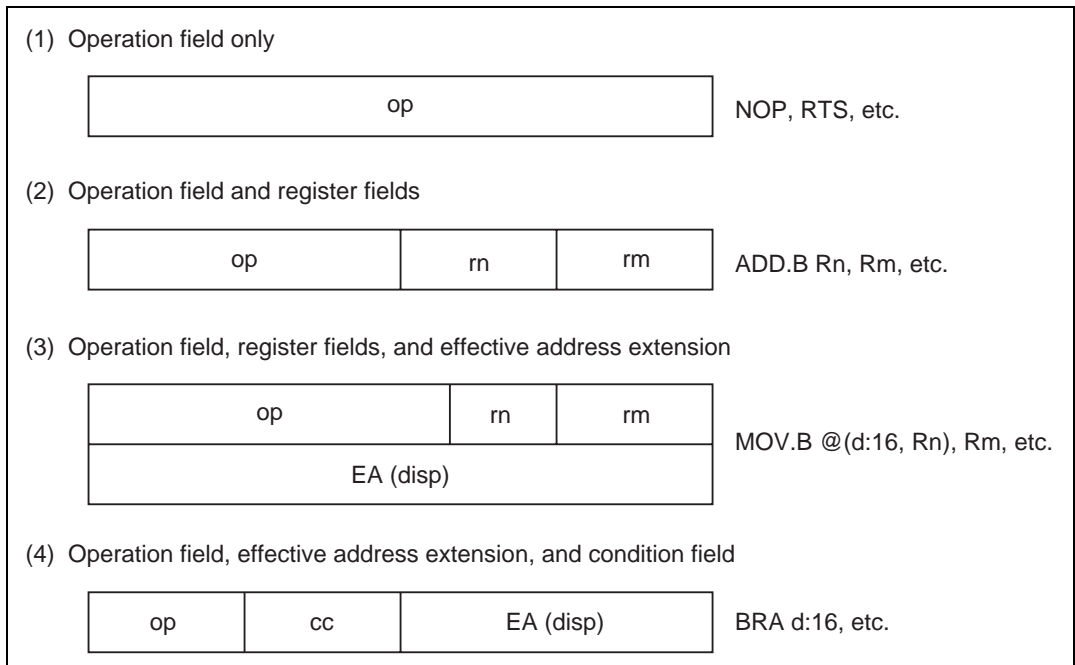 (1) Operation field only
op
NOP, RTS, etc.
(2) Operation field and register fields
op rn rm
ADD.B Rn, Rm, etc.
(3) Operation field, register fields, and effective address extension
op rn rm
MOV.B @(d:16, Rn), Rm, etc.
EA (disp)
(4) Operation field, effective address extension, and condition field
op cc EA (disp)
BRA d:16, etc.